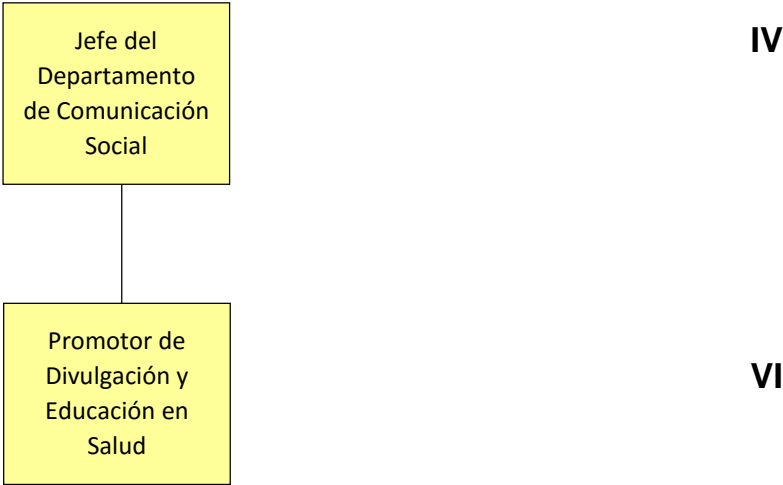 Jefe del
Departamento
de Comunicación
Social
IV
Promotor de
Divulgación y
Educación en
Salud
VI